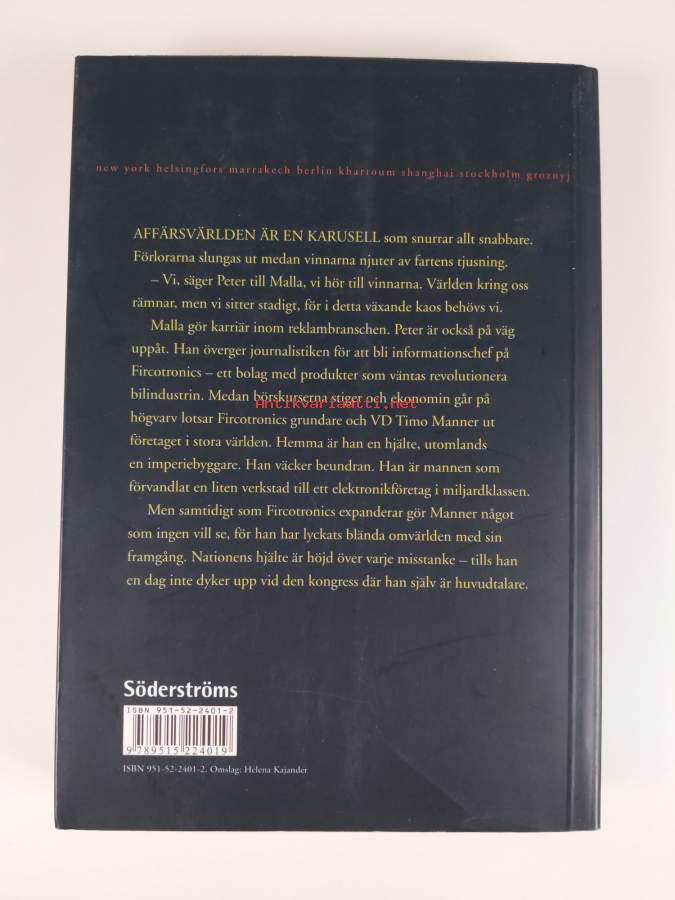 new york helsingfors marrakech berlin khartoum shanghai stockholm groznyj
AFFÄRSVÄRLDEN ÄR EN KARUSELL som snurrar allt snabbare.
Förlorarna slungas ut medan vinnarna njuter av fartens tjusning.
– Vi, säger Peter till Malla, vi hör till vinnarna. Världen kring oss
rämnar, men vi sitter stadigt, för i detta växande kaos behövs vi.
Malla gör karriär inom reklambranschen. Peter är också på väg
uppåt. Han överger journalistiken för att bli informationschef på
Fircotronics – ett bolag med produkter som väntas revolutionera
bilindustrin. Medan börskurserna stiger och ekonomin går på
Antikvariaatti.net
högvarv lotsar Fircotronics grundare och VD Timo Manner ut
företaget i stora världen. Hemma är han en hjälte, utomlands
en imperiebyggare. Han väcker beundran. Han är mannen som
förvandlat en liten verkstad till ett elektronikföretag i miljardklassen.
Men samtidigt som Fircotronics expanderar gör Manner något
som ingen vill se, för han har lyckats blända omvärlden med sin
framgång. Nationens hjälte är höjd över varje misstanke – tills han
en dag inte dyker upp vid den kongress där han själv är huvudtalare.
Söderströms
ISBN 951-52-2401-2
9 789515 224019
ISBN 951-52-2401-2. Omslag: Helena Kajander